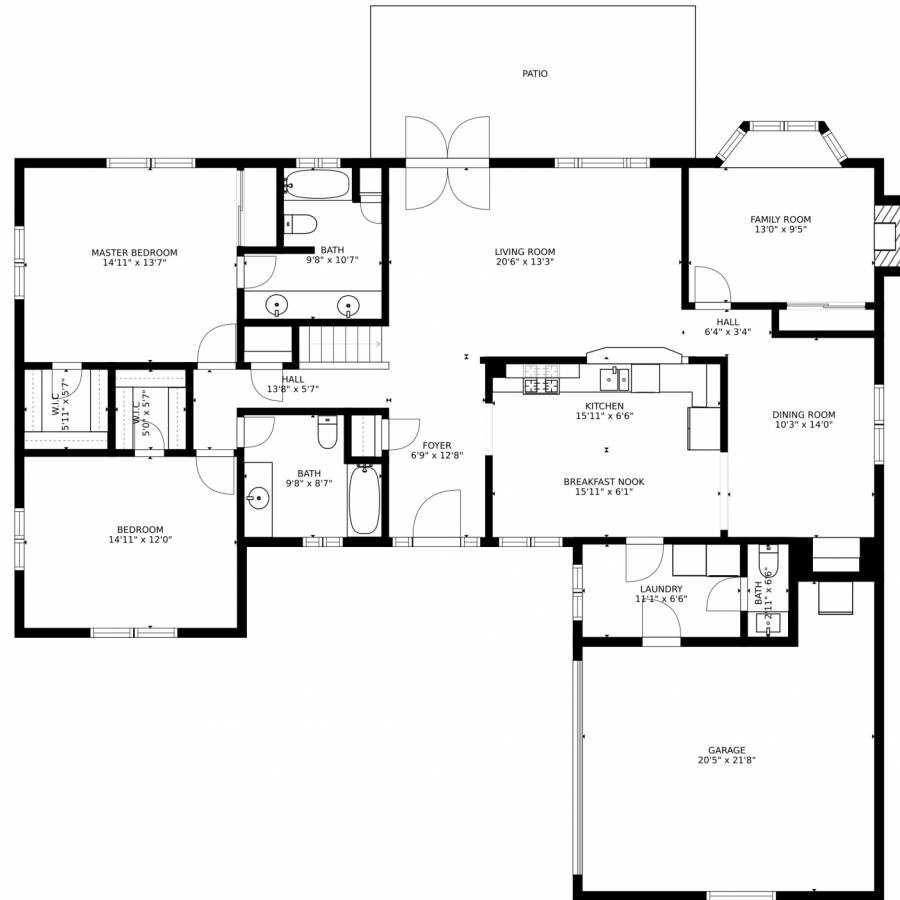 PATIO
FAMILY ROOM
13'0" x 9'5"
MASTER BEDROOM
14'11" x 13'7"
BATH
9'8" x 10'7"
LIVING ROOM
20'6" x 13'3"
HALL
6'4" x 3'4"
W.I.C
5'11" x 5'7"
W.I.C
5'0" x 5'7"
HALL
13'8" x 5'7"
KITCHEN
15'11" x 6'6"
DINING ROOM
10'3" x 14'0"
FOYER
6'9" x 12'8"
BATH
9'8" x 8'7"
BREAKFAST NOOK
15'11" x 6'1"
BEDROOM
14'11" x 12'0"
LAUNDRY
11'1" x 6'6"
BATH
2'11" x 6'6"
GARAGE
20'5" x 21'8"